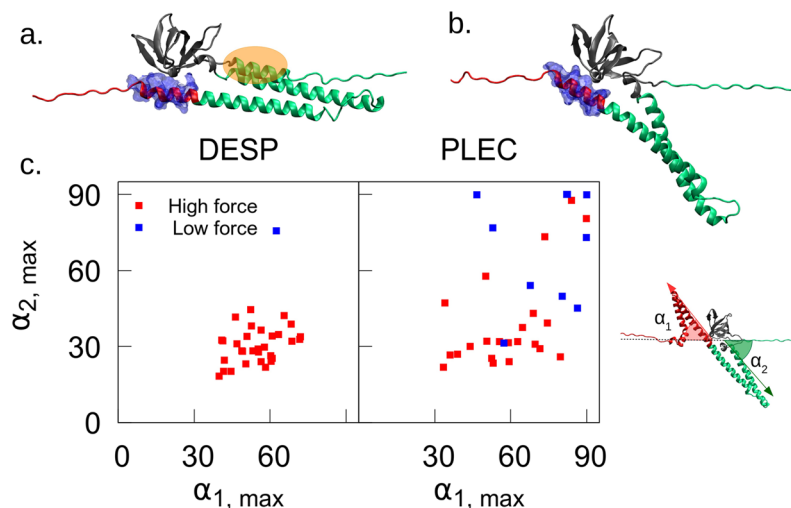 a.
b.
DESP
PLEC
c.
90
60
30
0
α2, max
High force
Low force
0
30
60
30
60
90
α1, max
α1, max
α1
α2